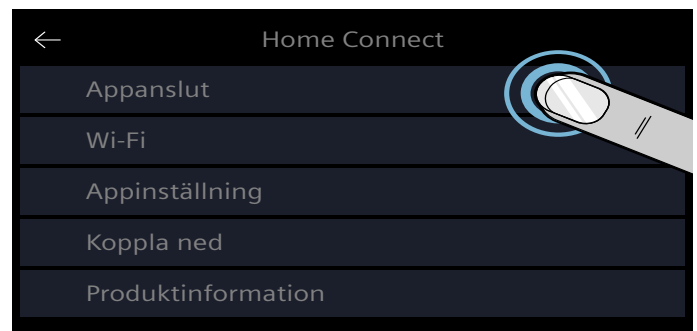 Home Connect
Appanslut
Wi-Fi
Appinställning
Koppla ned
Produktinformation